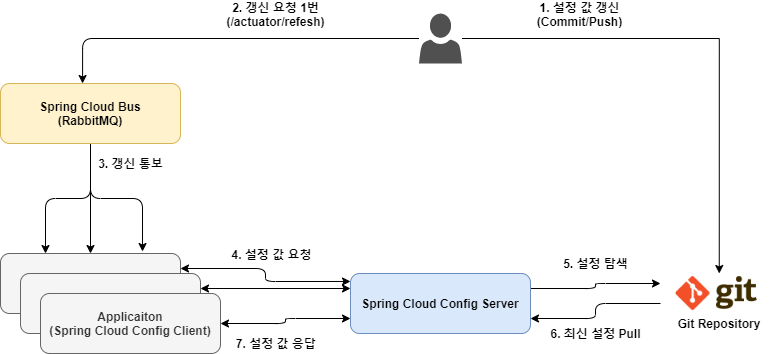 2. 갱신 요청 1번
(/actuator/refesh)
1. 설정 값 갱신
(Commit/Push)
Spring Cloud Bus
(RabbitMQ)
3. 갱신 통보
4. 설정 값 요청
5. 설정 탐색
Spring Cloud Config Server
git
Applicaiton
(Spring Cloud Config Client)
Git Repository
6. 최신 설정 Pull
7. 설정 값 응답